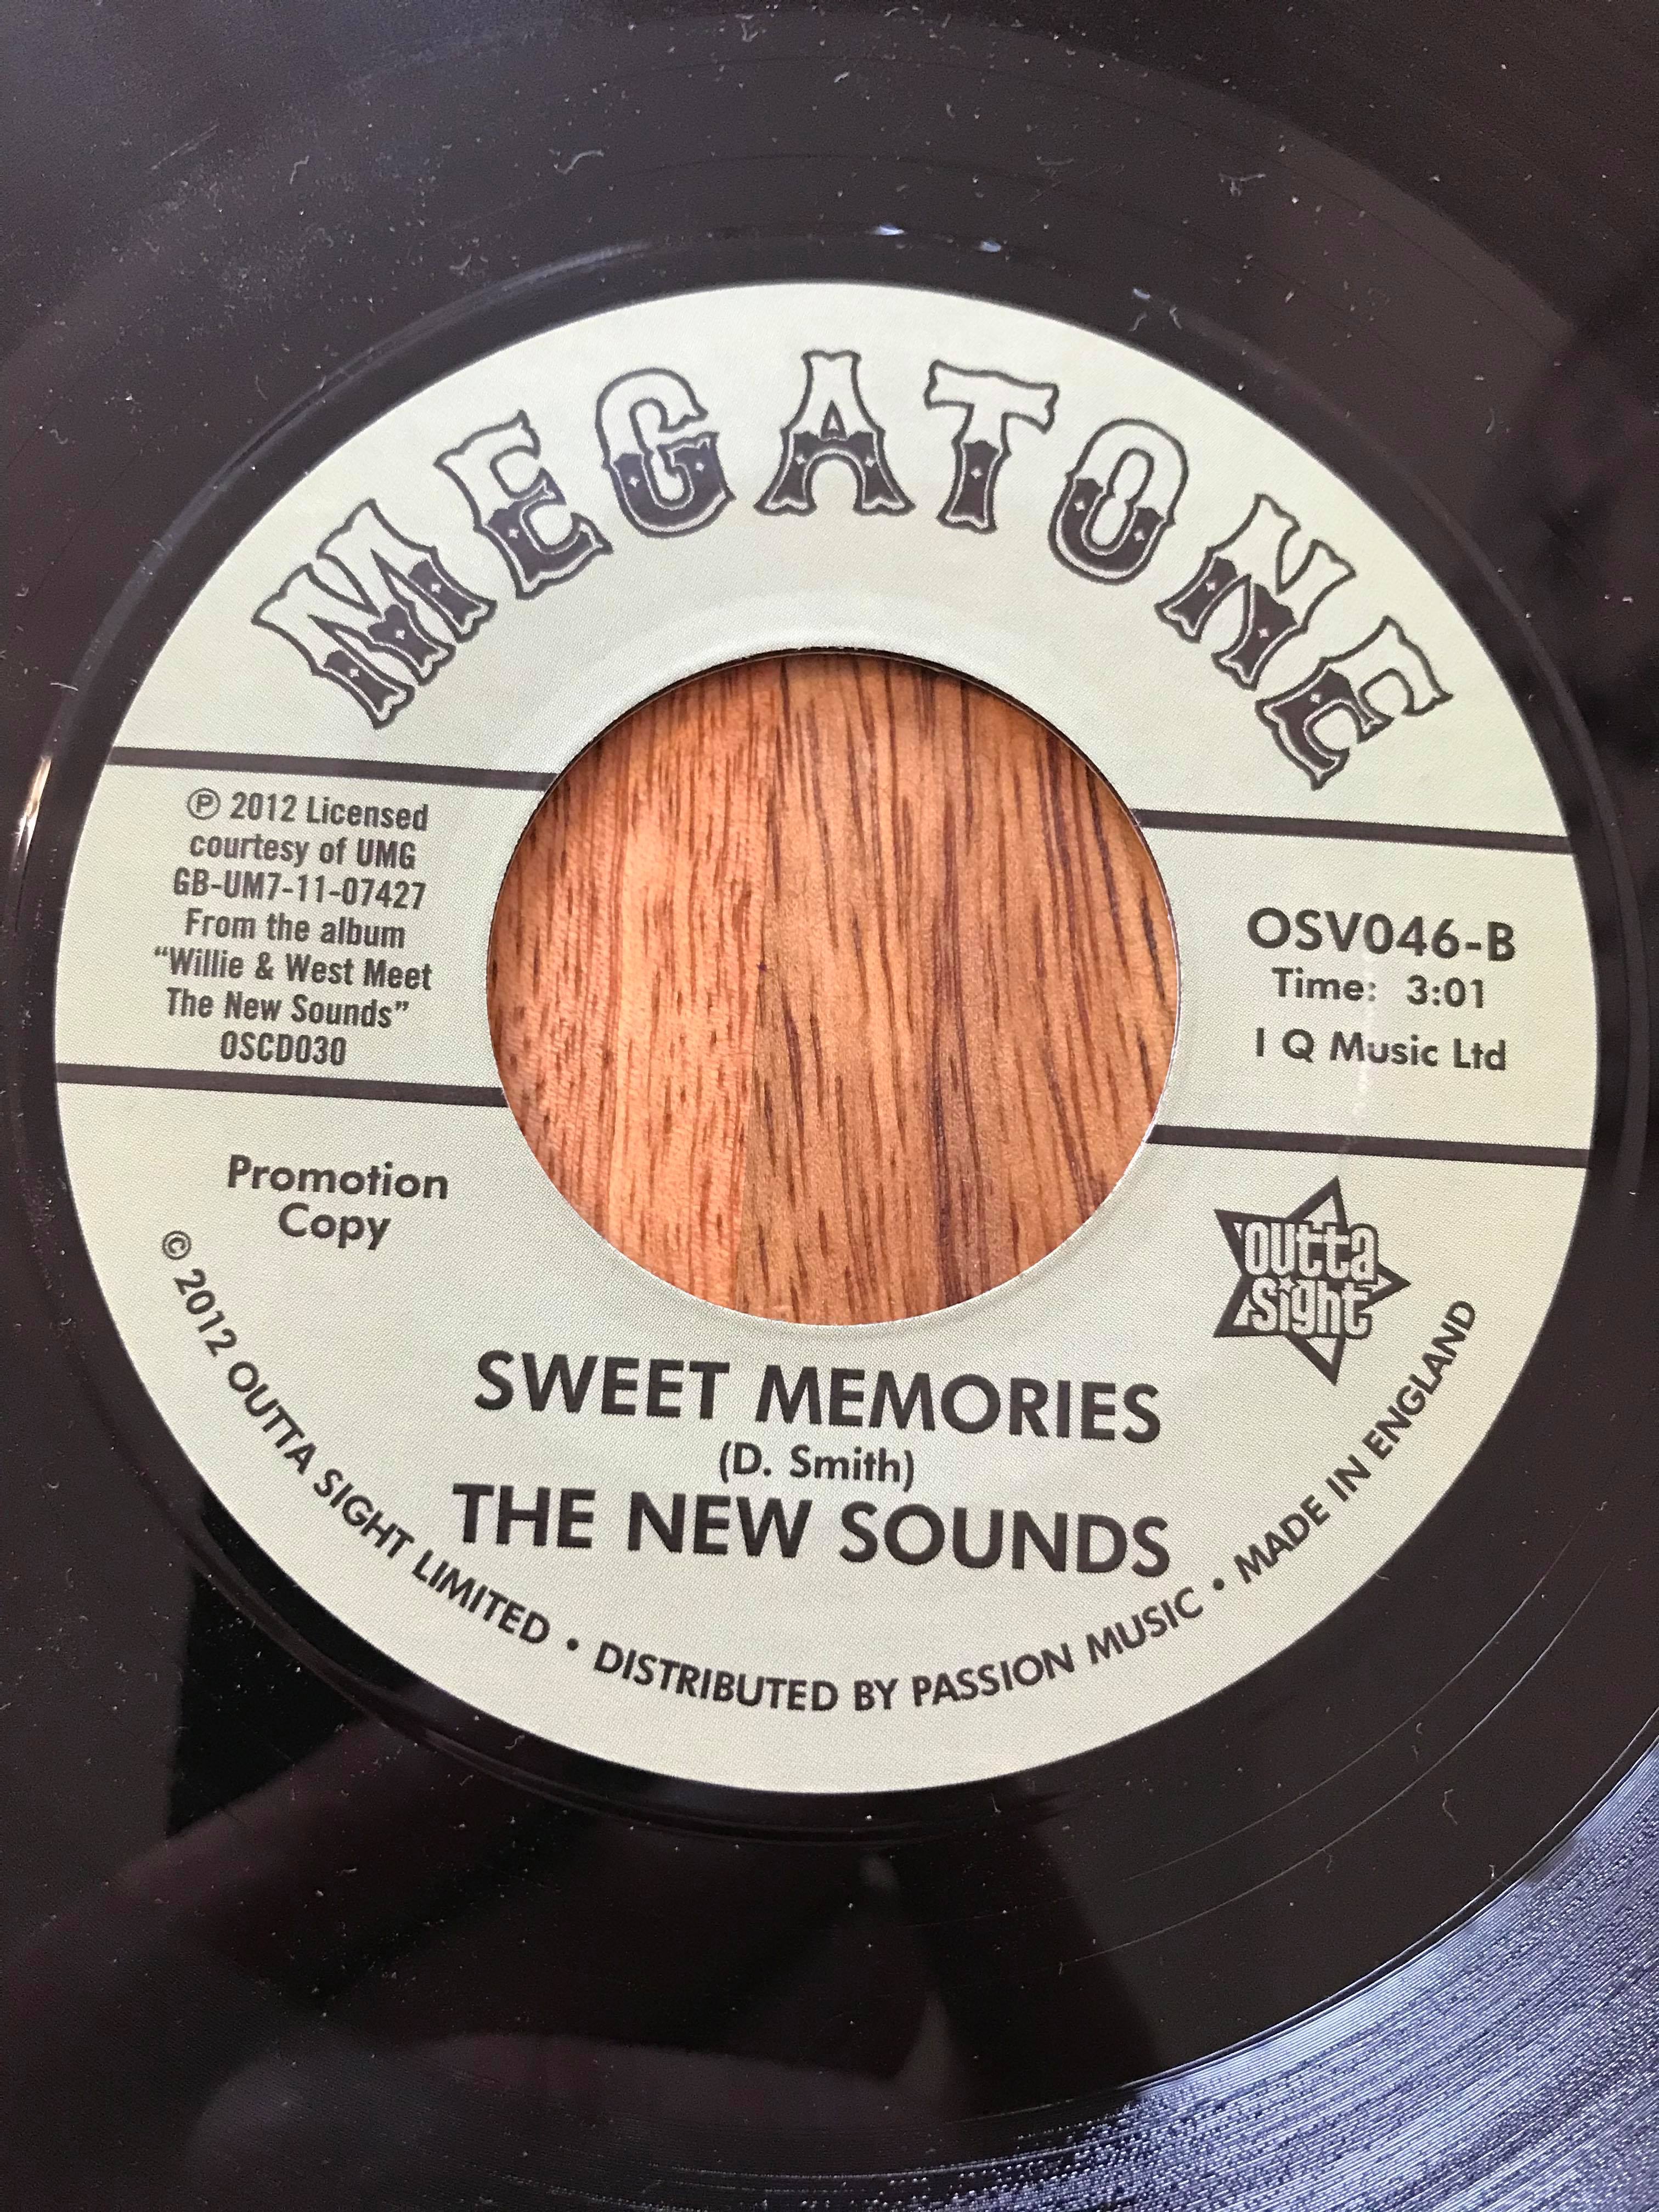 MEGATONE
℗ 2012 Licensed
courtesy of UMG
GB-UM7-11-07427
From the album
“Willie & West Meet
The New Sounds”
OSCD030
OSV046-B
Time: 3:01
I Q Music Ltd
Promotion
Copy
outta
sight
SWEET MEMORIES
(D. Smith)
THE NEW SOUNDS
© 2012 OUTTA SIGHT LIMITED • DISTRIBUTED BY PASSION MUSIC • MADE IN ENGLAND